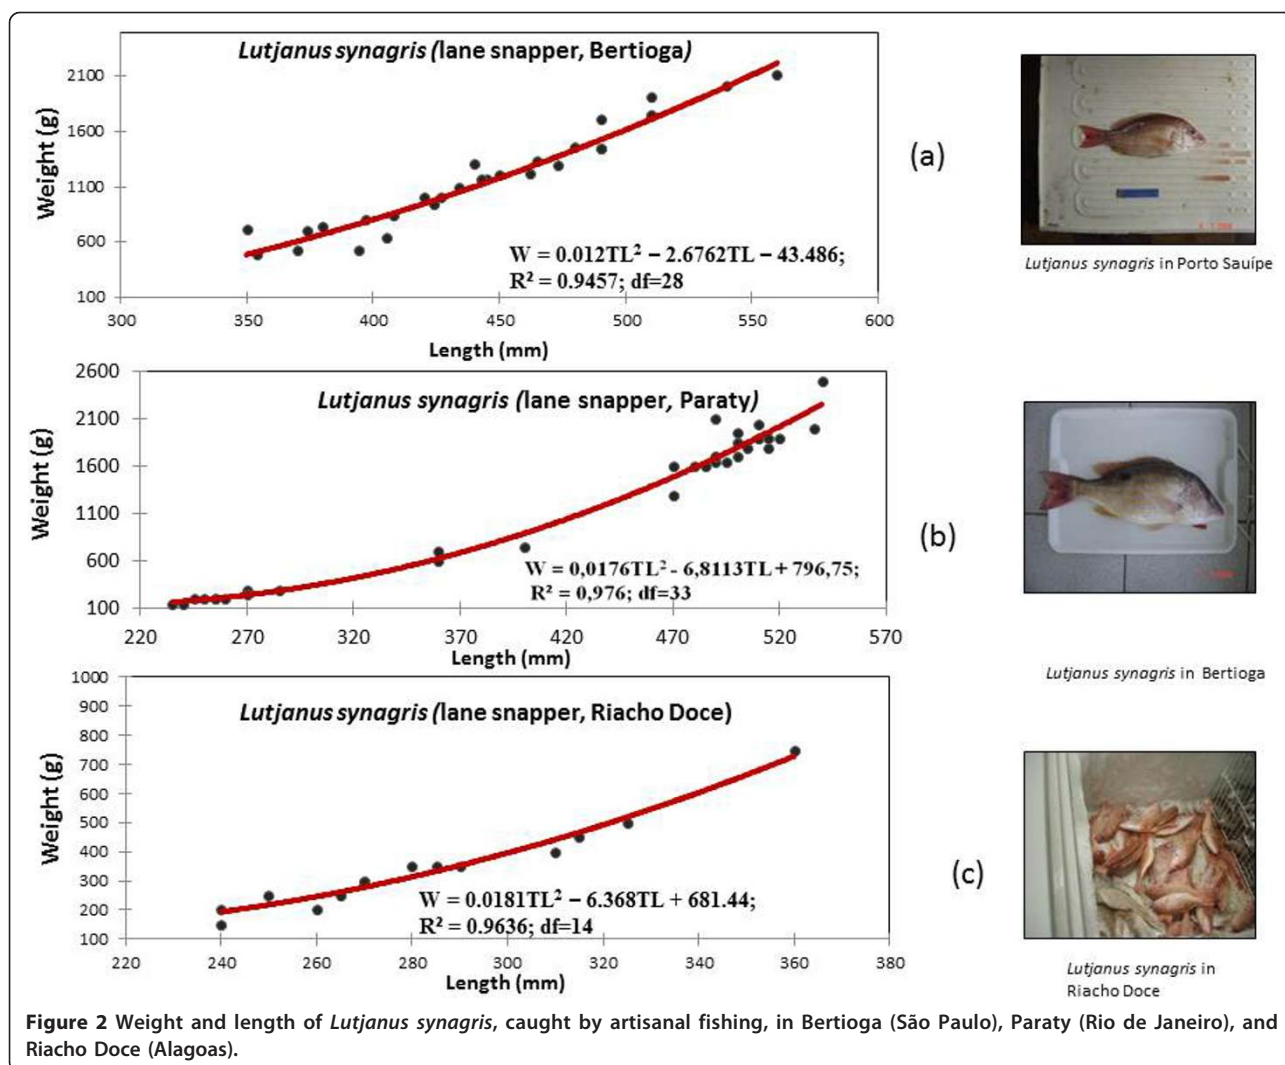 Lutjanus synagris (lane snapper, Bertioga)
Weight (g)
2100
1600
1100
600
100
W = 0.012TL² – 2.6762TL – 43.486;
R² = 0.9457; df=28
300 350 400 450 500 550 600
Length (mm)
(a)
Lutjanus synagris in Porto Sauípe
Lutjanus synagris (lane snapper, Paraty)
Weight (g)
2600
2100
1600
1100
600
100
W = 0,0176TL² - 6,8113TL + 796,75;
R² = 0,976; df=33
220 270 320 370 420 470 520 570
Length (mm)
(b)
Lutjanus synagris in Bertioga
Lutjanus synagris (lane snapper, Riacho Doce)
Weight (g)
1000
900
800
700
600
500
400
300
200
100
W = 0.0181TL² – 6.368TL + 681.44;
R² = 0.9636; df=14
220 240 260 280 300 320 340 360 380
Length (mm)
(c)
Lutjanus synagris in
Riacho Doce
Figure 2 Weight and length of Lutjanus synagris, caught by artisanal fishing, in Bertioga (São Paulo), Paraty (Rio de Janeiro), and
Riacho Doce (Alagoas).